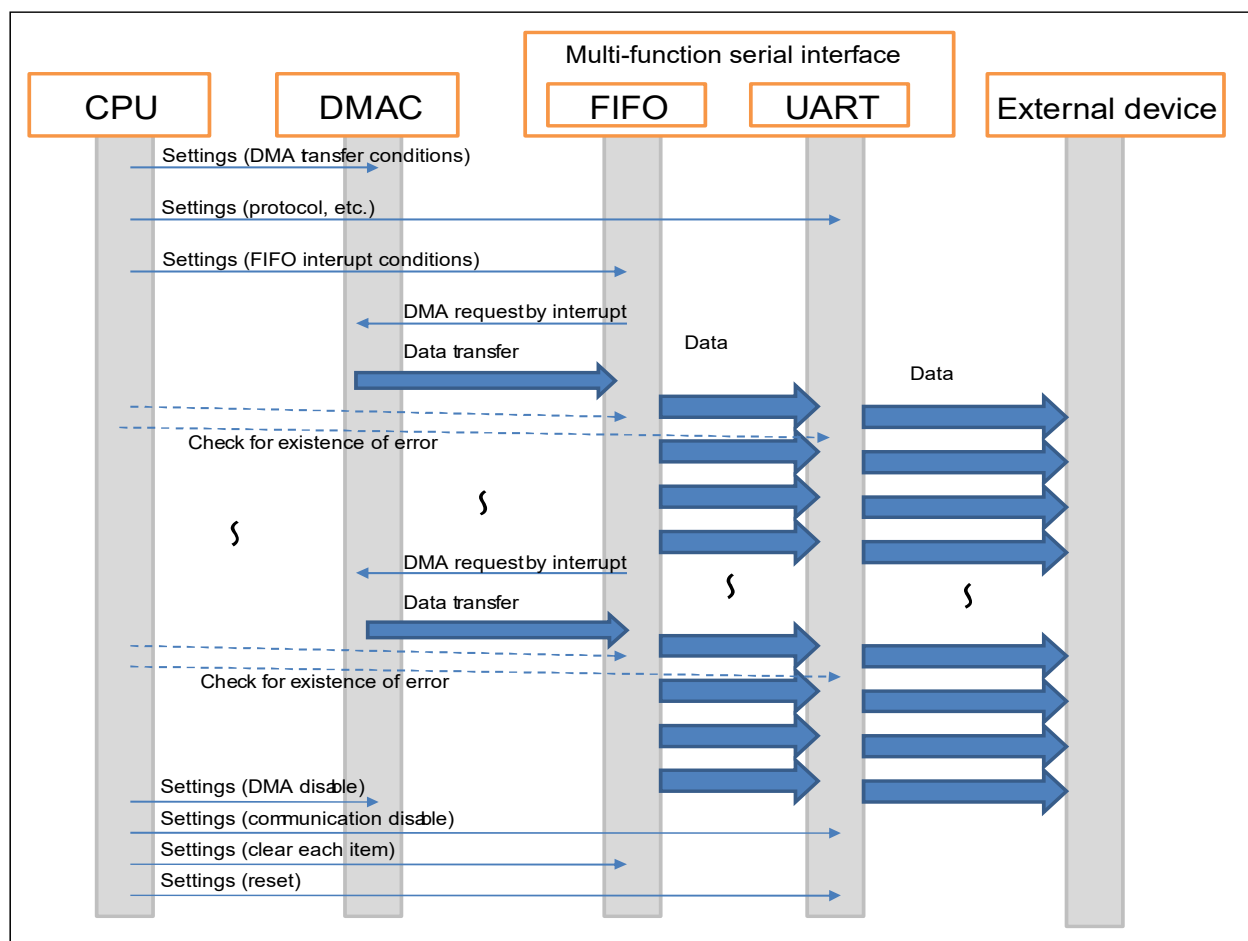 Multi-function serial interface
CPU
DMAC
FIFO
UART
External device
Settings (DMA transfer conditions)
Settings (protocol, etc.)
Settings (FIFO interrupt conditions)
DMA request by interrupt
Data transfer
Data
Data
Check for existence of error
DMA request by interrupt
Data transfer
Check for existence of error
Settings (DMA disable)
Settings (communication disable)
Settings (clear each item)
Settings (reset)